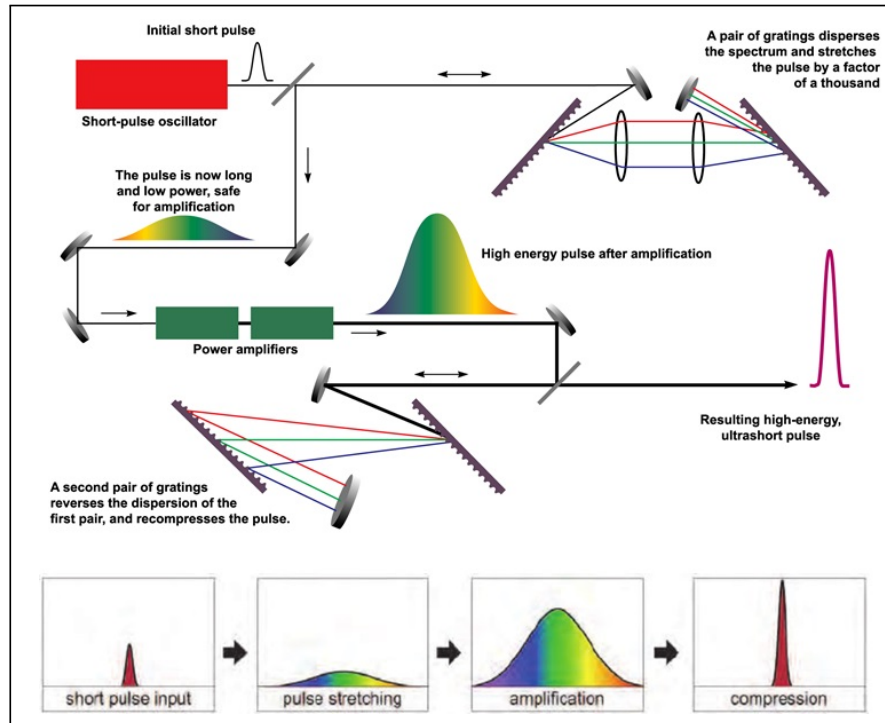 Initial short pulse
Short-pulse oscillator
A pair of gratings disperses
the spectrum and stretches
the pulse by a factor
of a thousand
The pulse is now long
and low power, safe
for amplification
High energy pulse after amplification
Power amplifiers
Resulting high-energy,
ultrashort pulse
A second pair of gratings
reverses the dispersion of the
first pair, and recompresses the pulse.
short pulse input
pulse stretching
amplification
compression